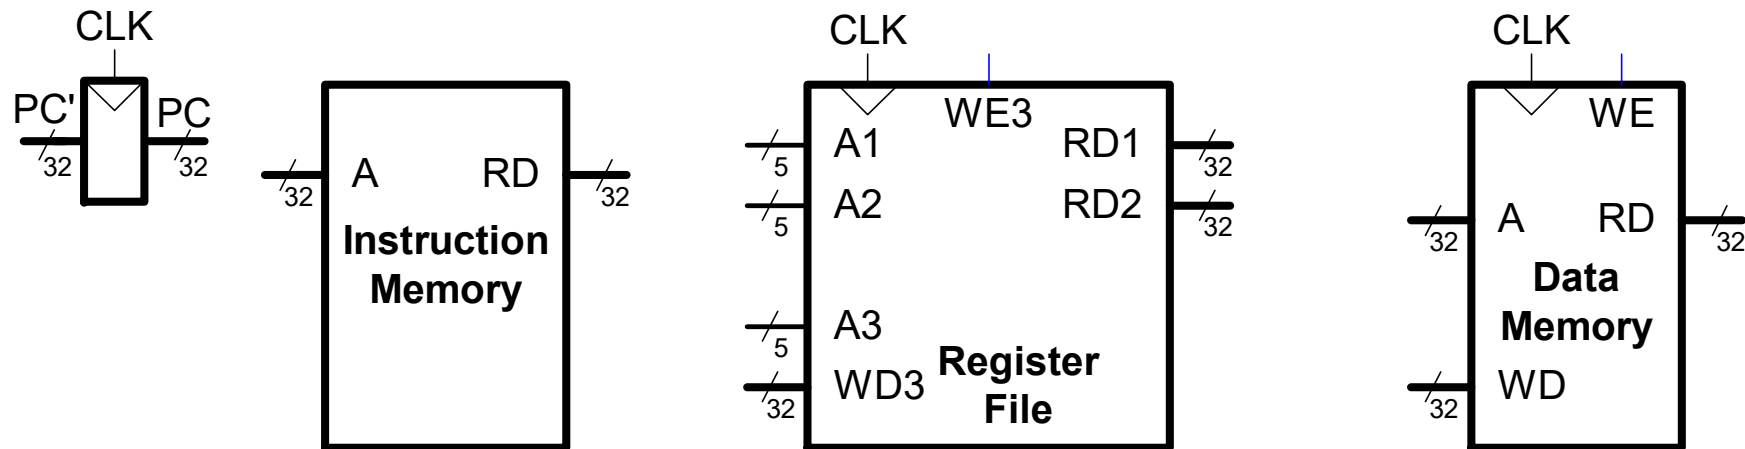 CLK
PC'
PC
32
32
A
RD
32
32
Instruction
Memory
CLK
WE3
A1
RD1
5
32
A2
RD2
5
32
A3
5
WD3
32
Register
File
CLK
WE
A
RD
32
32
Data
Memory
WD
32